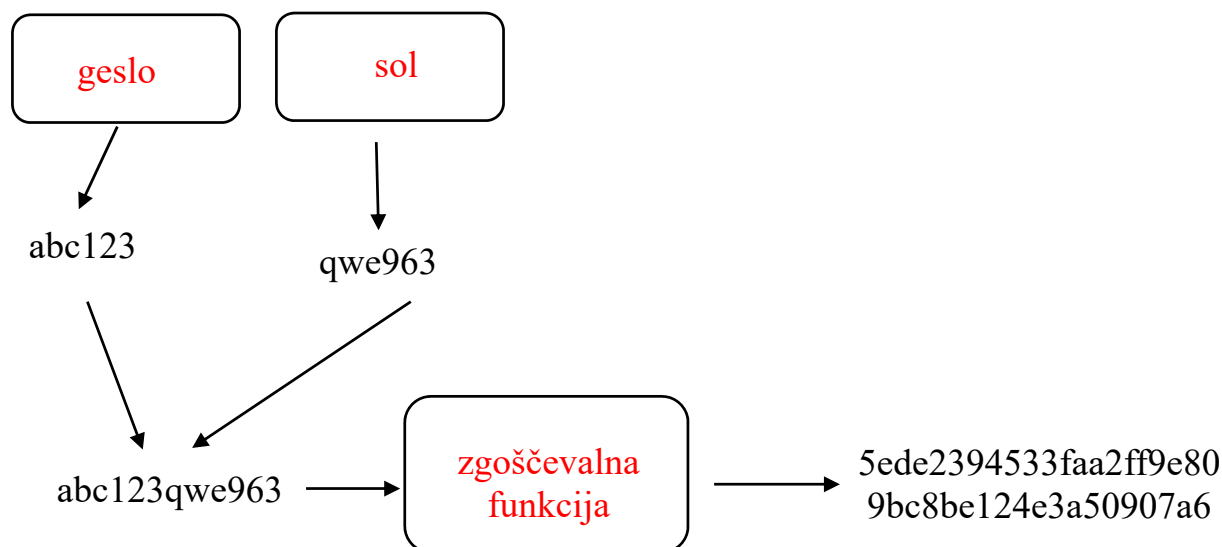 geslo
sol
abc123
qwe963
abc123qwe963
zgoščevalna
funkcija
5ede2394533faa2ff9e80
9bc8be124e3a50907a6